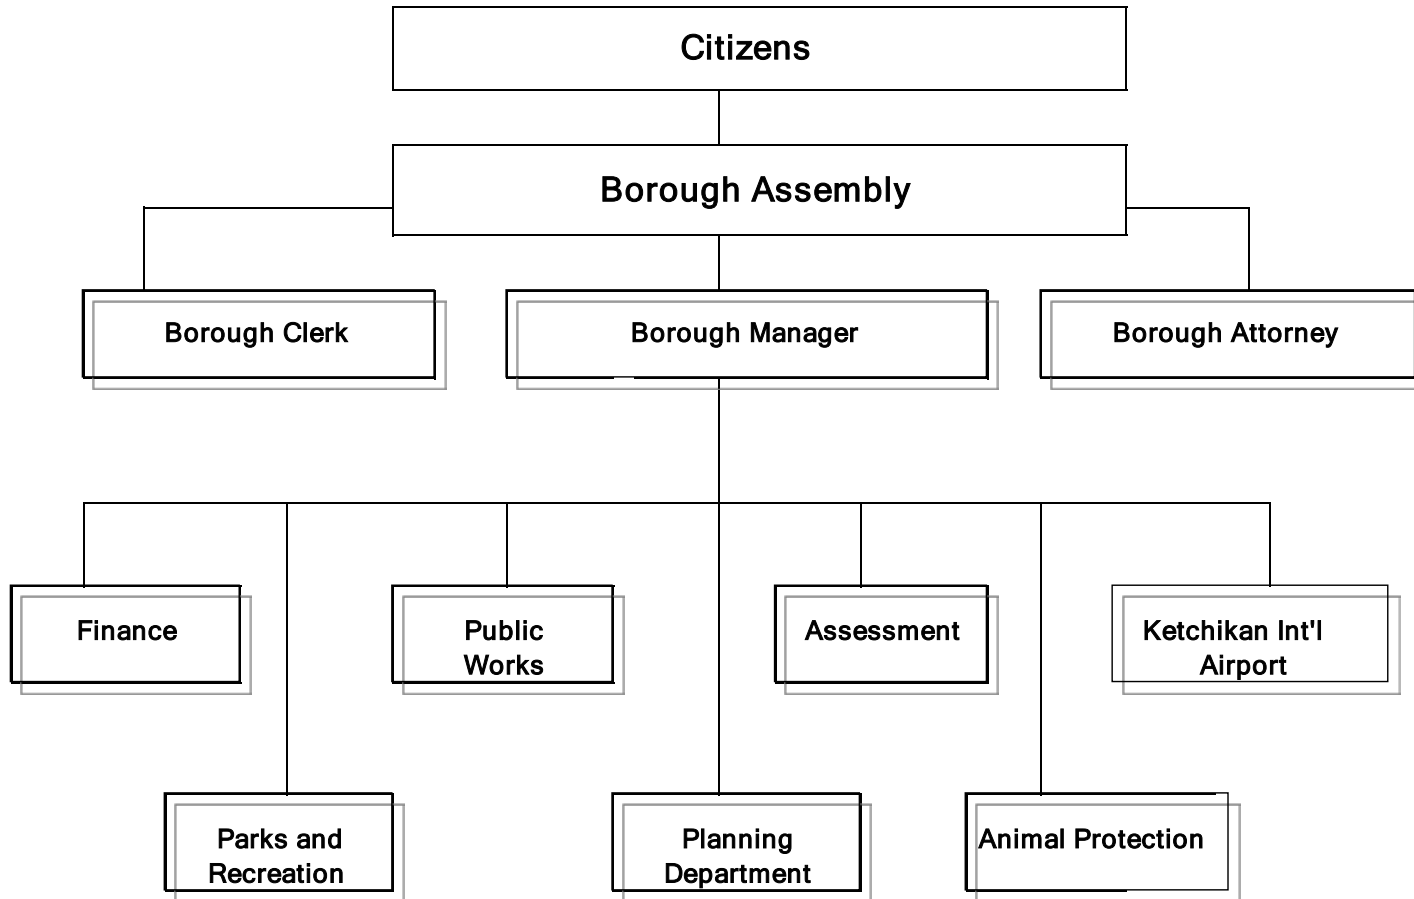 Citizens
Borough Assembly
Borough Clerk
Borough Manager
Borough Attorney
Finance
Public
Works
Assessment
Ketchikan Int'l
Airport
Parks and
Recreation
Planning
Department
Animal Protection